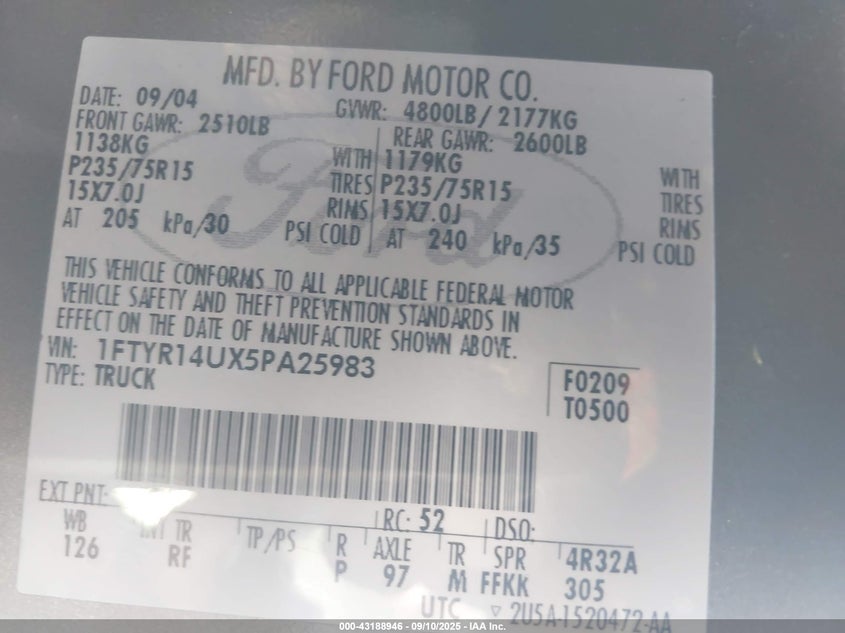 MFD. BY FORD MOTOR CO.
DATE: 09/04 GVWR: 4800LB/ 2177KG
FRONT GAWR: 2510LB REAR GAWR: 2600LB
1138KG WITH 1179KG WITH
P235/75R15 TIRES P235/75R15 TIRES
15X7.0J RIMS 15X7.0J RIMS
AT 205 kPa/30 PSI COLD AT 240 kPa/35 PSI COLD
Ford
THIS VEHICLE CONFORMS TO ALL APPLICABLE FEDERAL MOTOR
VEHICLE SAFETY AND THEFT PREVENTION STANDARDS IN
EFFECT ON THE DATE OF MANUFACTURE SHOWN ABOVE.
VIN: 1FTYR14UX5PA25983
TYPE: TRUCK
F0209
T0500
EXT PNT: RC: 52 DSO:
WB INT TR TP/PS R AXLE TR SPR 4R32A
126 RF P 97 M FFKK 305
UTC ▽ 2U5A-1520472-AA
000-43188946 - 09/10/2025 - IAA Inc.